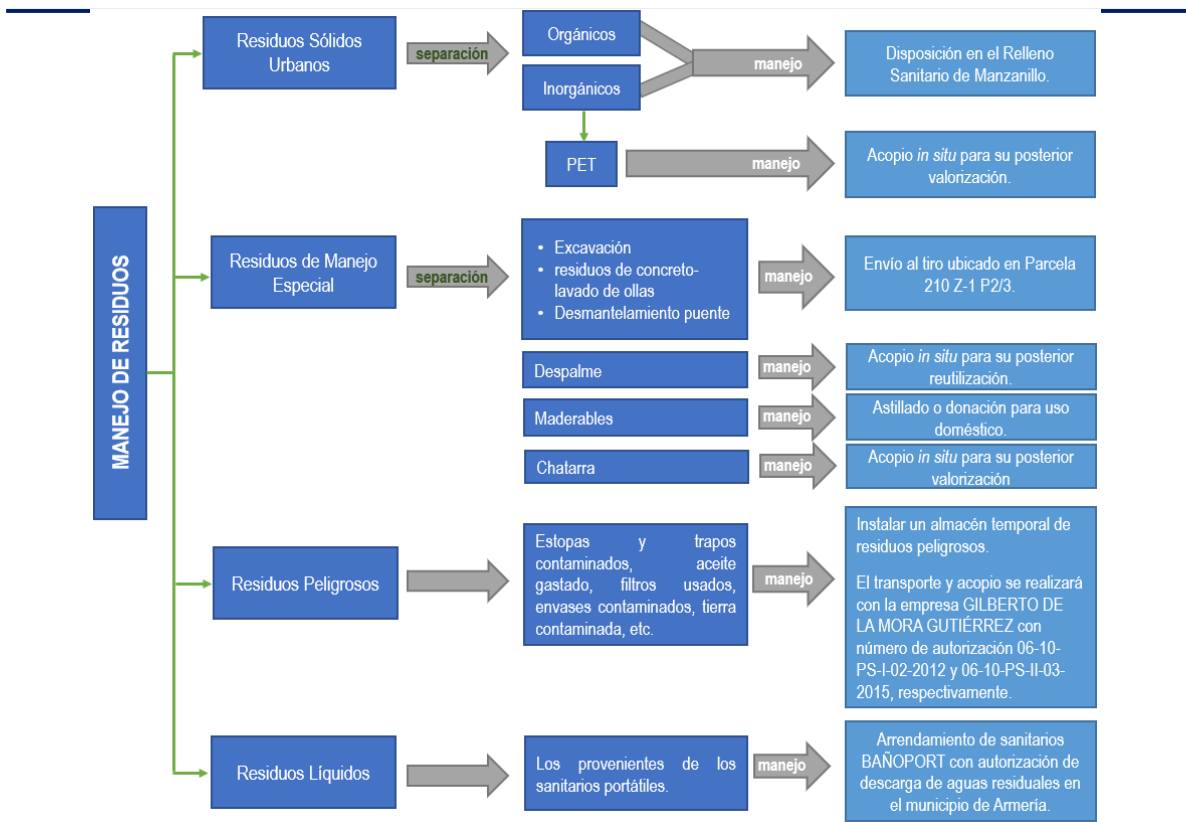 MANEJO DE RESIDUOS
Residuos Sólidos
Urbanos
separación
Orgánicos
Inorgánicos
manejo
Disposición en el Relleno
Sanitario de Manzanillo.
PET
manejo
Acopio in situ para su posterior
valorización.
Residuos de Manejo
Especial
separación
• Excavación
• residuos de concreto-
lavado de ollas
• Desmantelamiento puente
manejo
Envío al tiro ubicado en Parcela
210 Z-1 P2/3.
Despalme
manejo
Acopio in situ para su posterior
reutilización.
Maderables
manejo
Astillado o donación para uso
doméstico.
Chatarra
manejo
Acopio in situ para su posterior
valorización
Residuos Peligrosos
Estopas y trapos
contaminados, aceite
gastado, filtros usados,
envases contaminados, tierra
contaminada, etc.
manejo
Instalar un almacén temporal de
residuos peligrosos.
El transporte y acopio se realizará
con la empresa GILBERTO DE
LA MORA GUTIÉRREZ con
número de autorización 06-10-
PS-I-02-2012 y 06-10-PS-II-03-
2015, respectivamente.
Residuos Líquidos
Los provenientes de los
sanitarios portátiles.
manejo
Arrendamiento de sanitarios
BAÑOPORT con autorización de
descarga de aguas residuales en
el municipio de Armería.